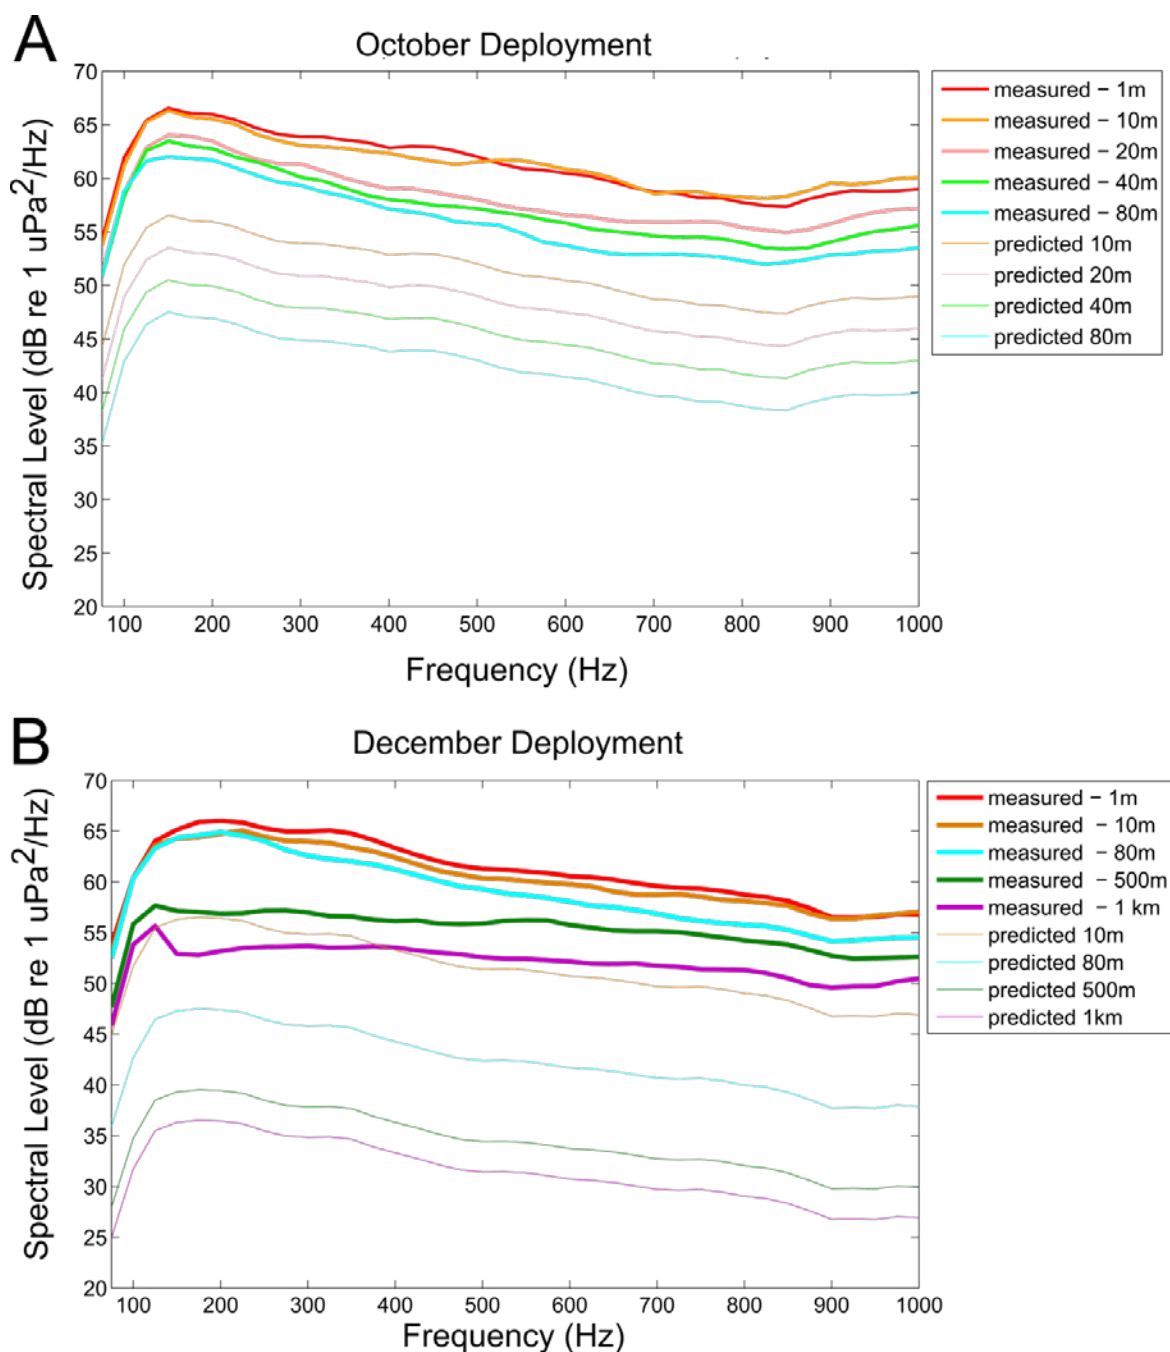 A
October Deployment
70
65
60
55
50
45
40
35
30
25
20
Spectral Level (dB re 1 uPa2/Hz)
100 200 300 400 500 600 700 800 900 1000
Frequency (Hz)
measured – 1m
measured – 10m
measured – 20m
measured – 40m
measured – 80m
predicted 10m
predicted 20m
predicted 40m
predicted 80m
B
December Deployment
70
65
60
55
50
45
40
35
30
25
20
Spectral Level (dB re 1 uPa2/Hz)
100 200 300 400 500 600 700 800 900 1000
Frequency (Hz)
measured – 1m
measured – 10m
measured – 80m
measured – 500m
measured – 1 km
predicted 10m
predicted 80m
predicted 500m
predicted 1km